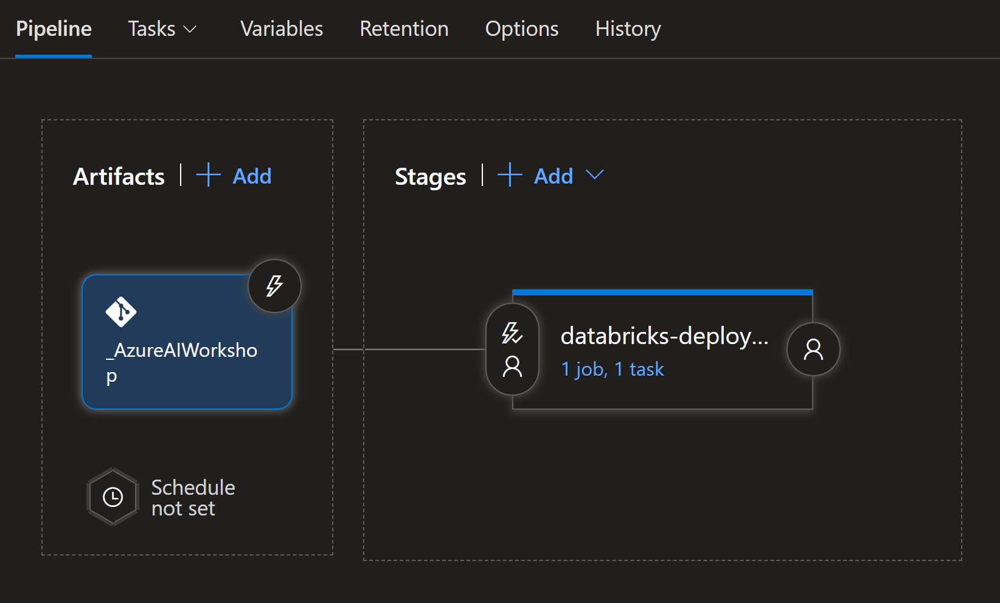 Pipeline Tasks Variables Retention Options History
Artifacts | Add
Stages | Add
_AzureAIWorksho
p
databricks-deploy...
1 job, 1 task
Schedule
not set